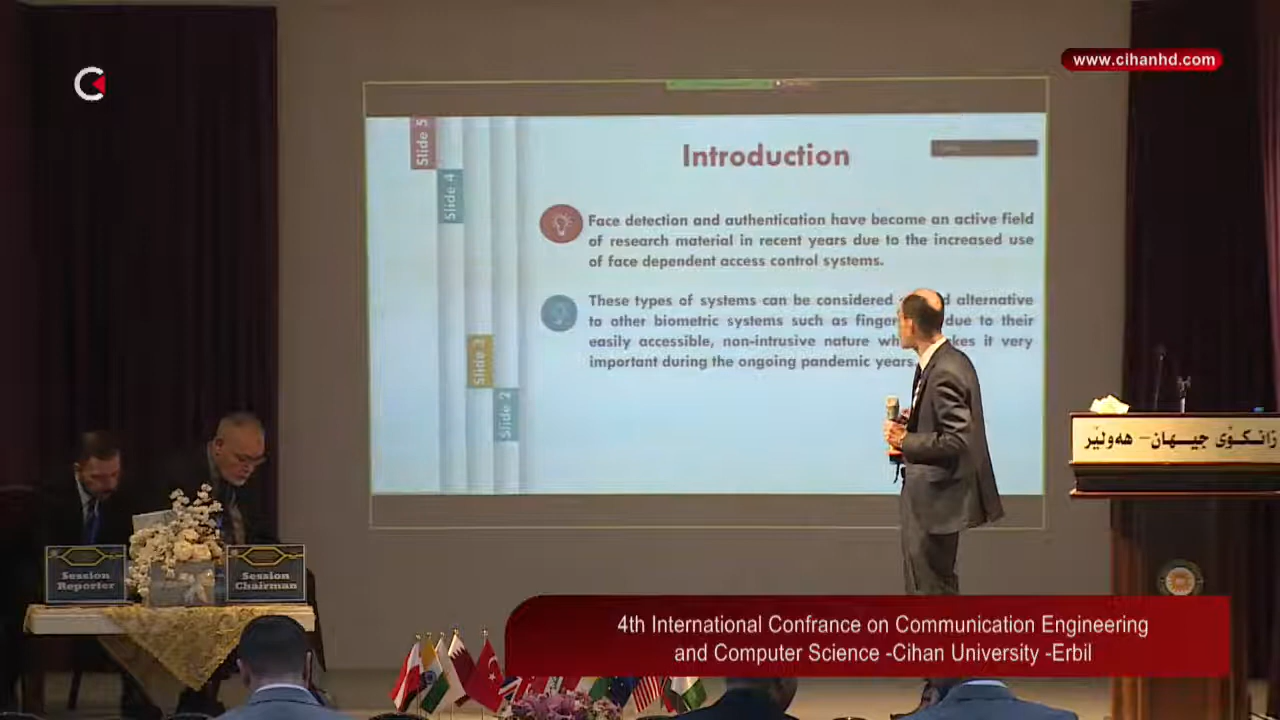 www.cihanhd.com
Slide 5
Slide 4
Slide 3
Slide 2
Introduction
Face detection and authentication have become an active field
of research material in recent years due to the increased use
of face dependent access control systems.
These types of systems can be considered alternative
to other biometric systems such as finger due to their
easily accessible, non-intrusive nature it very
important during the ongoing pandemic years
زانکۆی جیهان - هەولێر
Session
Reporter
Session
Chairman
4th International Confrance on Communication Engineering
and Computer Science -Cihan University -Erbil